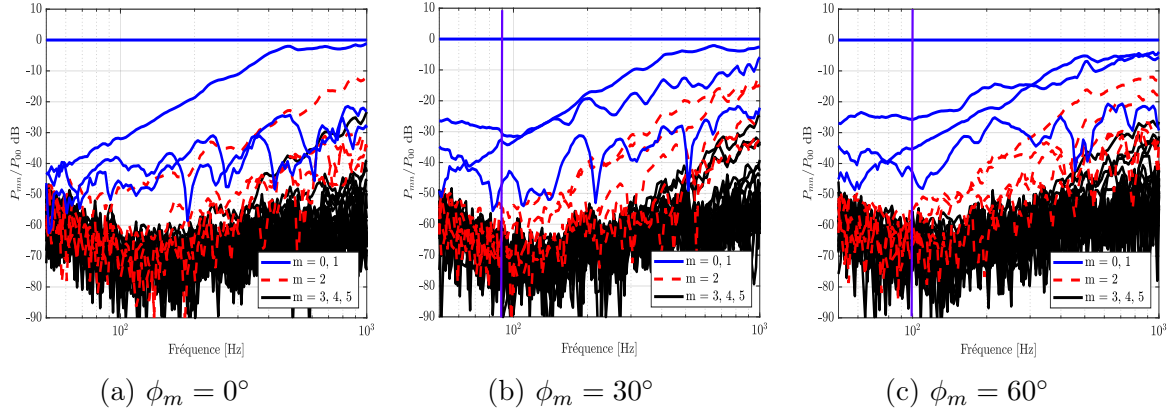 0
-10
-20
-30
-40
-50
-60
-70
-80
-90
P_{mn}/P_{00} dB
m = 0, 1
m = 2
m = 3, 4, 5
10^2
10^3
Fréquence [Hz]
(a) ϕ_m = 0°
10
0
-10
-20
-30
-40
-50
-60
-70
-80
-90
P_{mn}/P_{00} dB
m = 0, 1
m = 2
m = 3, 4, 5
10^2
10^3
Fréquence [Hz]
(b) ϕ_m = 30°
10
0
-10
-20
-30
-40
-50
-60
-70
-80
-90
P_{mn}/P_{00} dB
m = 0, 1
m = 2
m = 3, 4, 5
10^2
10^3
Fréquence [Hz]
(c) ϕ_m = 60°